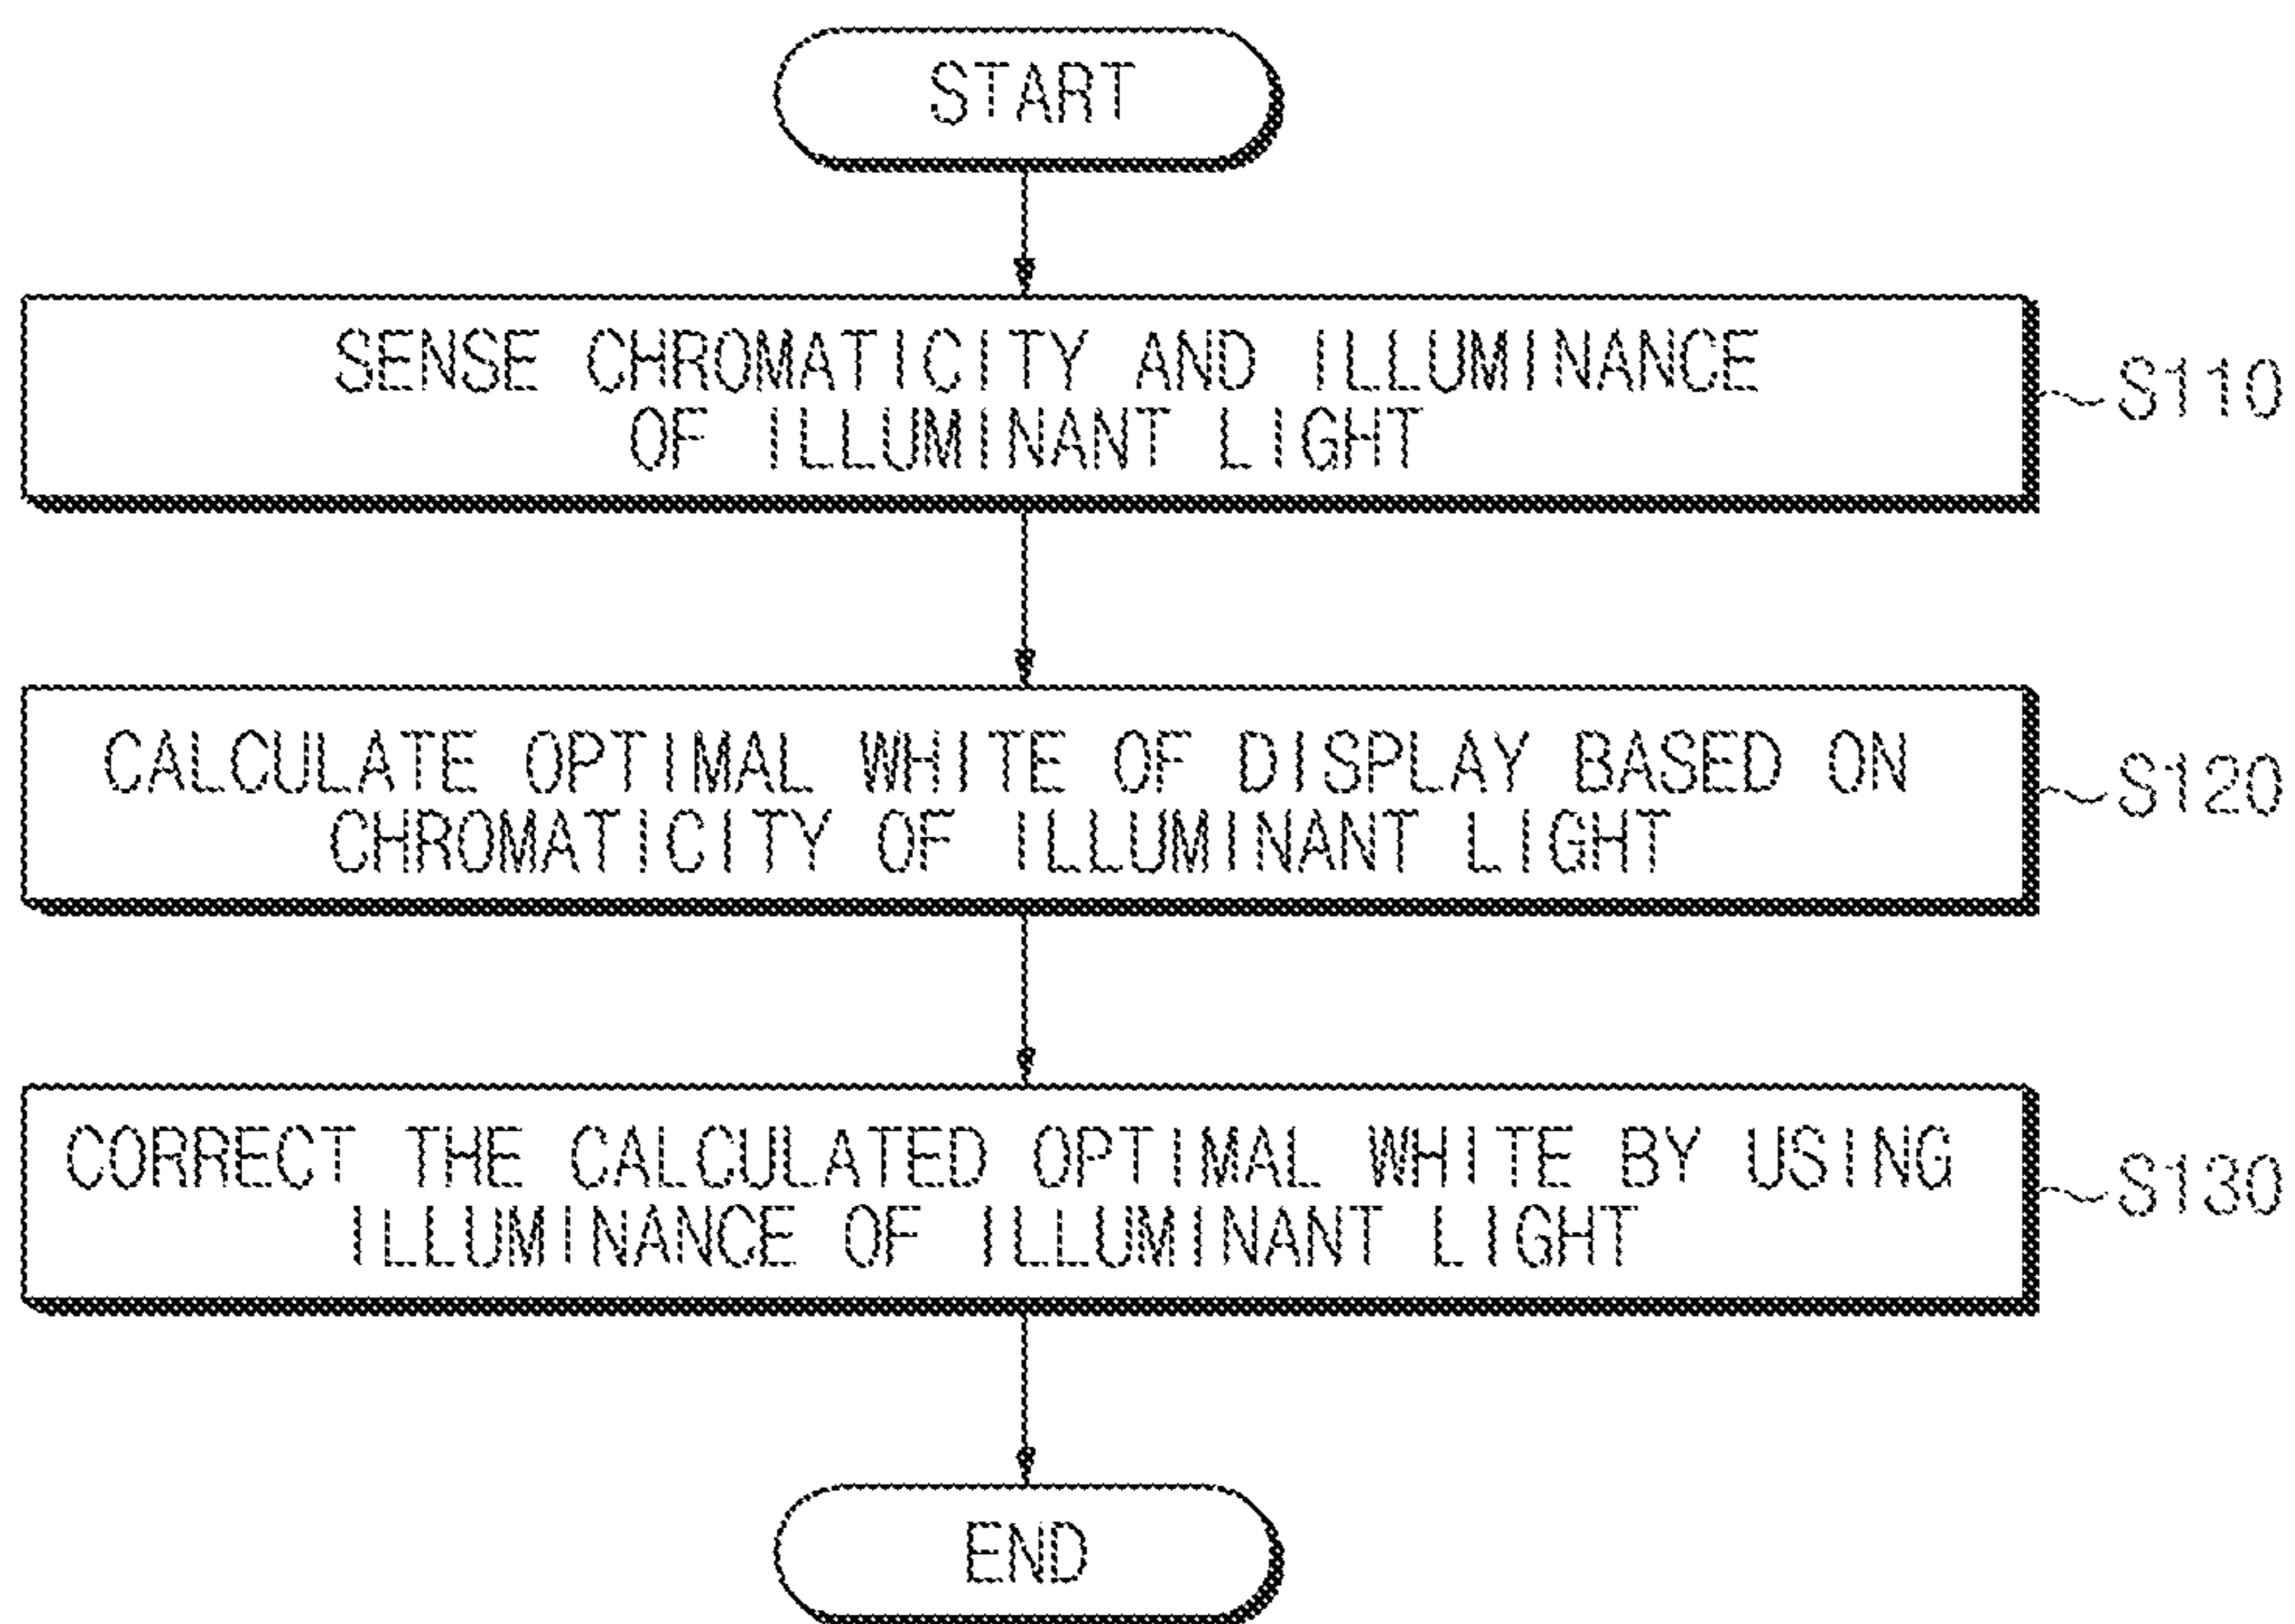 START
SENSE CHROMATICITY AND ILLUMINANCE
OF ILLUMINANT LIGHT
S110
CALCULATE OPTIMAL WHITE OF DISPLAY BASED ON
CHROMATICITY OF ILLUMINANT LIGHT
S120
CORRECT THE CALCULATED OPTIMAL WHITE BY USING
ILLUMINANCE OF ILLUMINANT LIGHT
S130
END